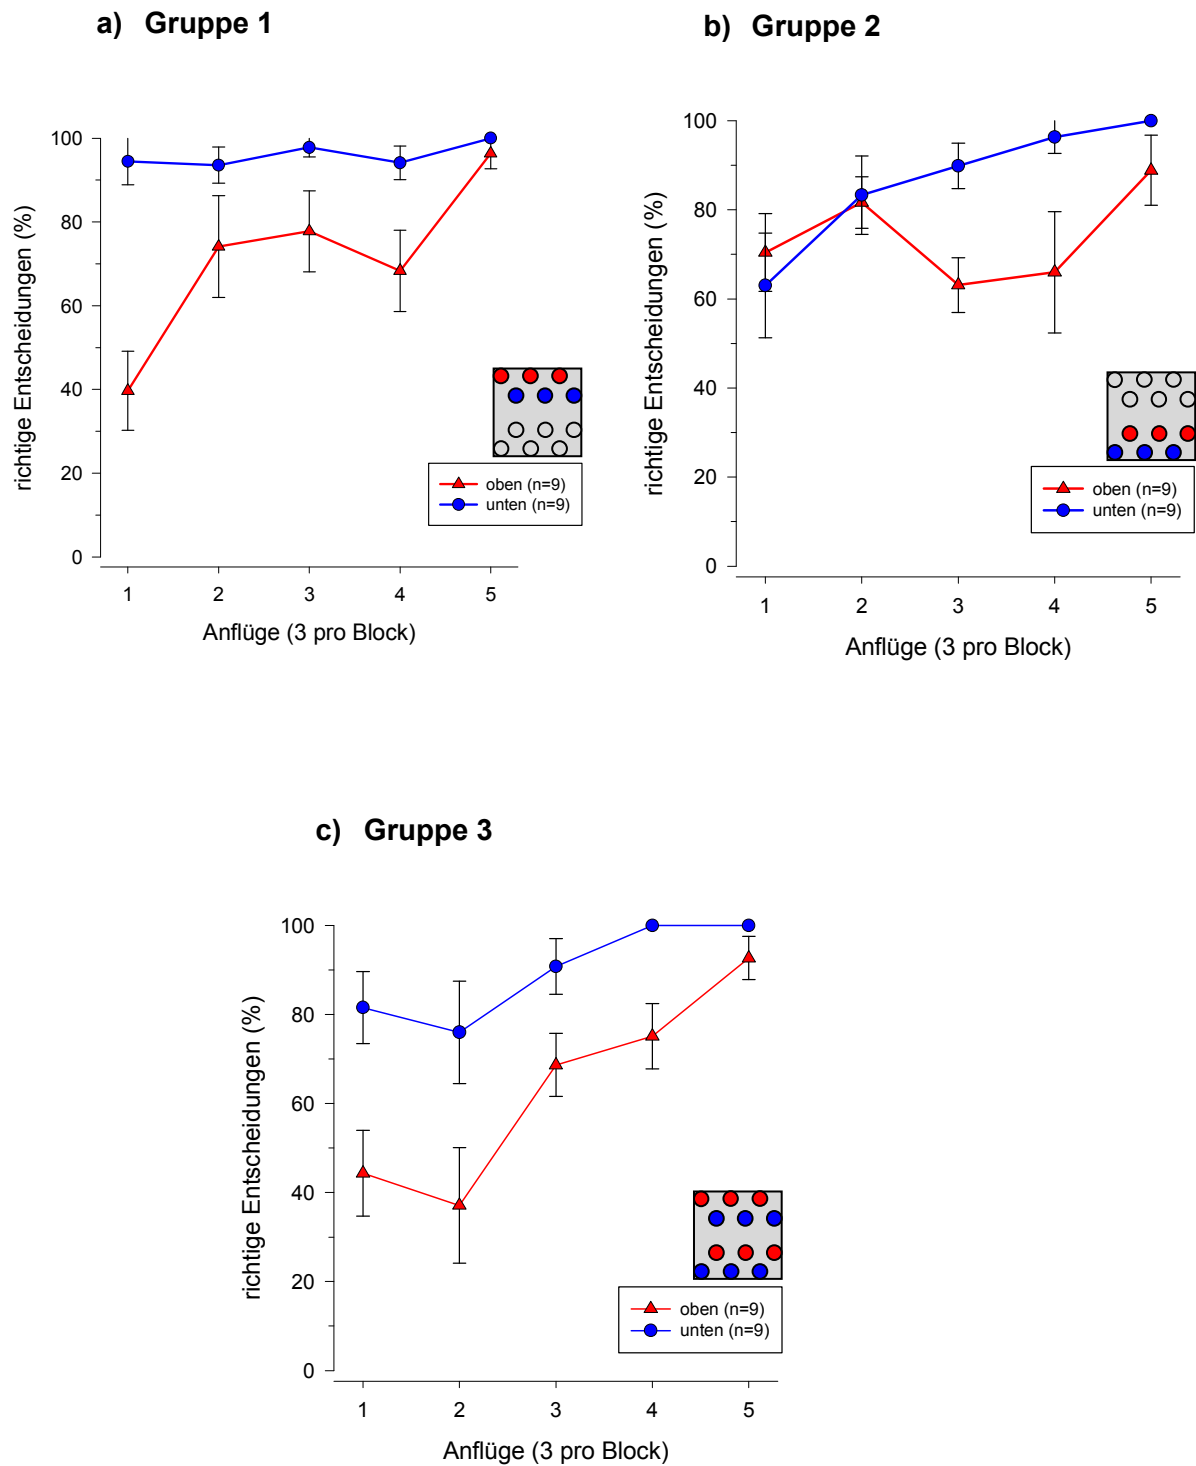 a) Gruppe 1
richtige Entscheidungen (%)
100
80
60
40
20
0
1 2 3 4 5
Anflüge (3 pro Block)
oben (n=9)
unten (n=9)
b) Gruppe 2
richtige Entscheidungen (%)
100
80
60
40
20
0
1 2 3 4 5
Anflüge (3 pro Block)
oben (n=9)
unten (n=9)
c) Gruppe 3
richtige Entscheidungen (%)
100
80
60
40
20
0
1 2 3 4 5
Anflüge (3 pro Block)
oben (n=9)
unten (n=9)